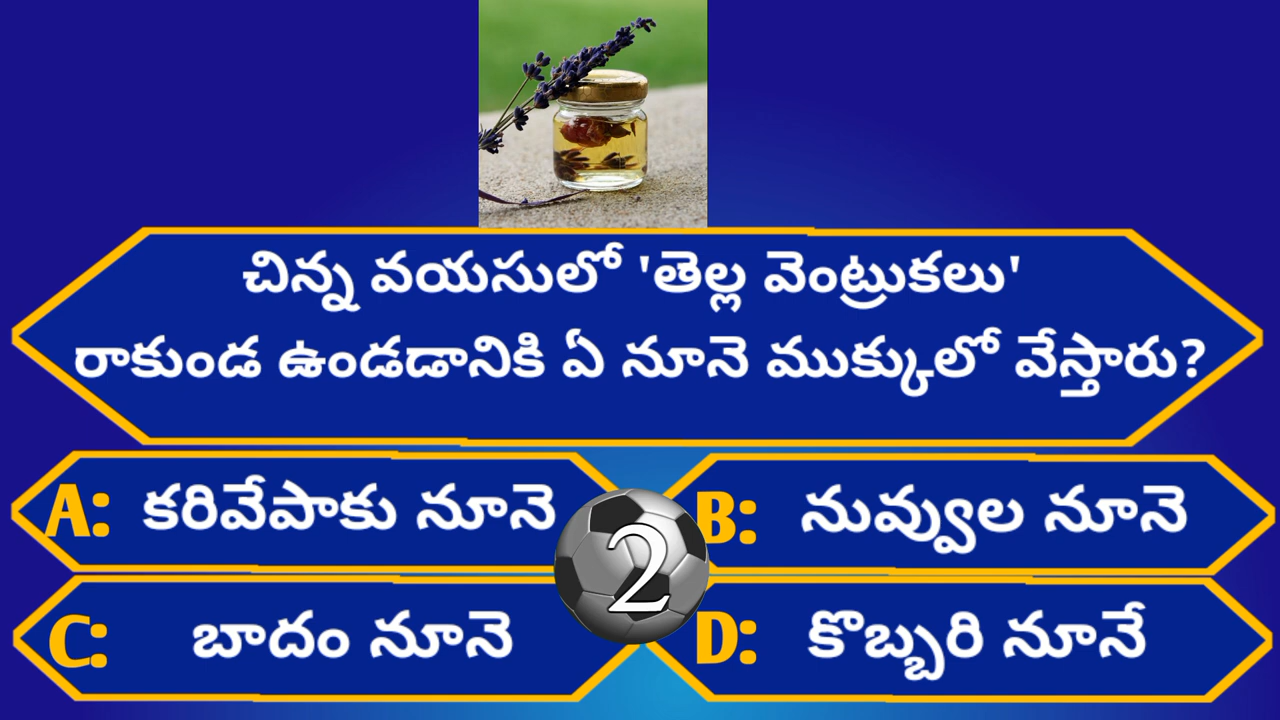 చిన్న వయసులో 'తెల్ల వెంట్రుకలు'
రాకుండ ఉండడానికి ఏ నూనె ముక్కులో వేస్తారు?
A: కరివేపాకు నూనె
B: నువ్వుల నూనె
2
C: బాదం నూనె
D: కొబ్బరి నూనే